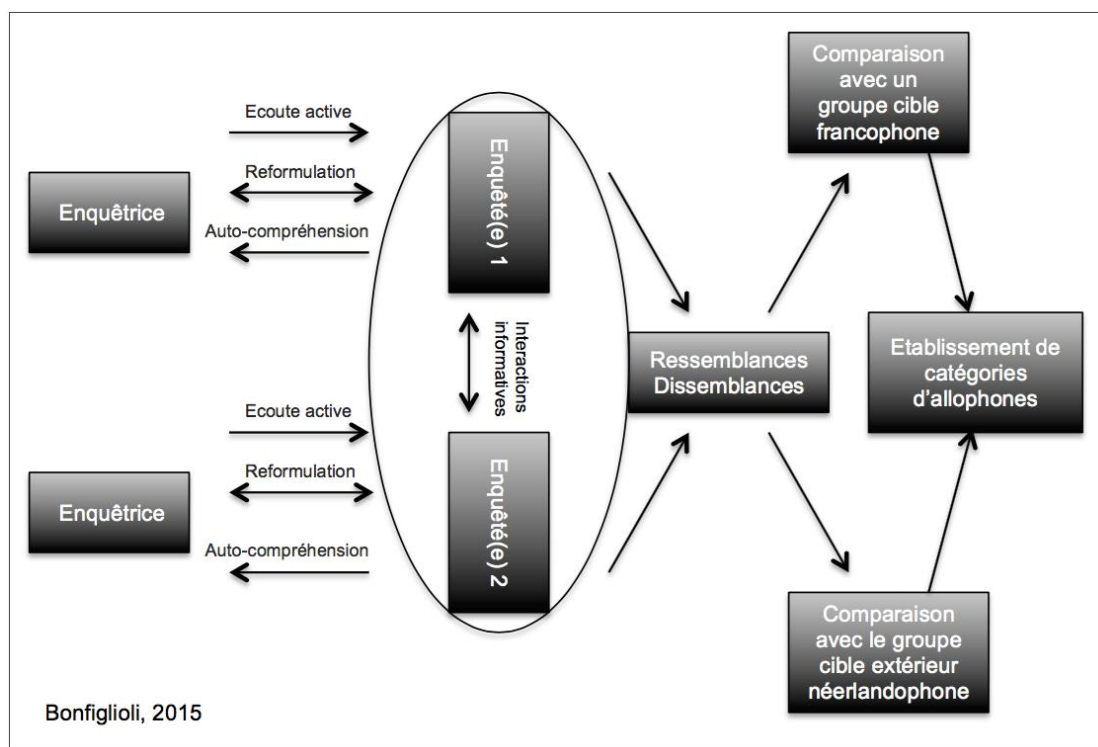 Comparaison
avec un
groupe cible
francophone
Ecoute active
Reformulation
Auto-compréhension
Enquêtrice
Enquêté(e) 1
Interactions
informatives
Ressemblances
Dissemblances
Etablissement de
catégories
d'allophones
Ecoute active
Reformulation
Auto-compréhension
Enquêtrice
Enquêté(e) 2
Comparaison
avec le groupe
cible extérieur
néerlandophone
Bonfiglioli, 2015